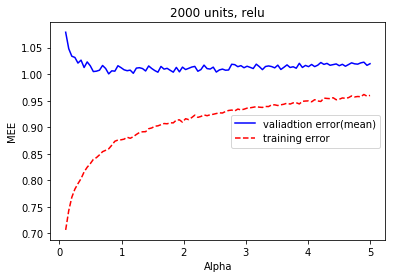 2000 units, relu
1.05
1.00
0.95
0.90
0.85
0.80
0.75
0.70
MEE
valiadtion error(mean)
training error
0
1
2
3
4
5
Alpha